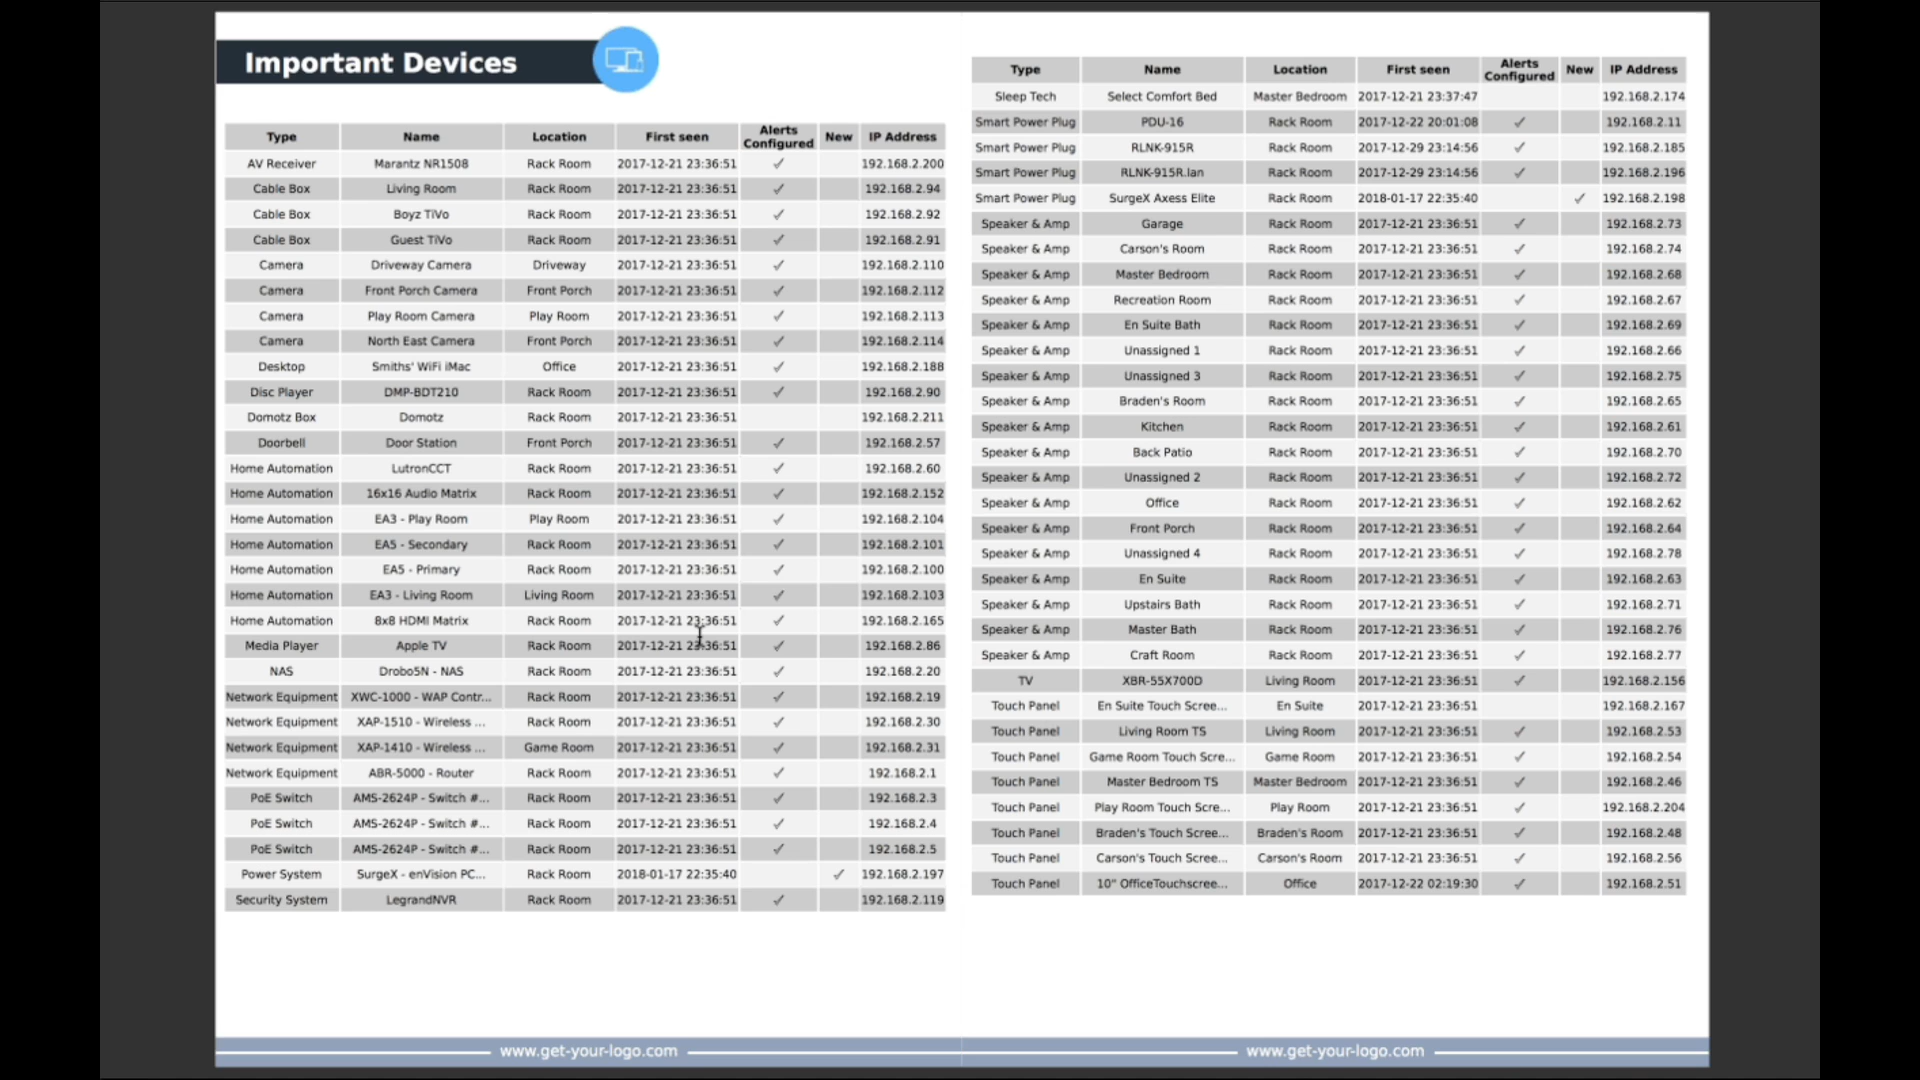 Important Devices
Type Name Location First seen Alerts Configured New IP Address
AV Receiver Marantz NR1508 Rack Room 2017-12-21 23:36:51 ✓ 192.168.2.200
Cable Box Living Room Rack Room 2017-12-21 23:36:51 ✓ 192.168.2.94
Cable Box Boyz TiVo Rack Room 2017-12-21 23:36:51 ✓ 192.168.2.92
Cable Box Guest TiVo Rack Room 2017-12-21 23:36:51 ✓ 192.168.2.91
Camera Driveway Camera Driveway 2017-12-21 23:36:51 ✓ 192.168.2.110
Camera Front Porch Camera Front Porch 2017-12-21 23:36:51 ✓ 192.168.2.112
Camera Play Room Camera Play Room 2017-12-21 23:36:51 ✓ 192.168.2.113
Camera North East Camera Front Porch 2017-12-21 23:36:51 ✓ 192.168.2.114
Desktop Smiths' WiFi iMac Office 2017-12-21 23:36:51 ✓ 192.168.2.188
Disc Player DMP-BDT210 Rack Room 2017-12-21 23:36:51 ✓ 192.168.2.90
Domotz Box Domotz Rack Room 2017-12-21 23:36:51 192.168.2.211
Doorbell Door Station Front Porch 2017-12-21 23:36:51 ✓ 192.168.2.57
Home Automation LutronCCT Rack Room 2017-12-21 23:36:51 ✓ 192.168.2.60
Home Automation 16x16 Audio Matrix Rack Room 2017-12-21 23:36:51 ✓ 192.168.2.152
Home Automation EA3 - Play Room Play Room 2017-12-21 23:36:51 ✓ 192.168.2.104
Home Automation EA5 - Secondary Rack Room 2017-12-21 23:36:51 ✓ 192.168.2.101
Home Automation EA5 - Primary Rack Room 2017-12-21 23:36:51 ✓ 192.168.2.100
Home Automation EA3 - Living Room Living Room 2017-12-21 23:36:51 ✓ 192.168.2.103
Home Automation 8x8 HDMI Matrix Rack Room 2017-12-21 23:36:51 ✓ 192.168.2.165
Media Player Apple TV Rack Room 2017-12-21 23:36:51 ✓ 192.168.2.86
NAS Drobo5N - NAS Rack Room 2017-12-21 23:36:51 ✓ 192.168.2.20
Network Equipment XWC-1000 - WAP Contr... Rack Room 2017-12-21 23:36:51 ✓ 192.168.2.19
Network Equipment XAP-1510 - Wireless ... Rack Room 2017-12-21 23:36:51 ✓ 192.168.2.30
Network Equipment XAP-1410 - Wireless ... Game Room 2017-12-21 23:36:51 ✓ 192.168.2.31
Network Equipment ABR-5000 - Router Rack Room 2017-12-21 23:36:51 ✓ 192.168.2.1
PoE Switch AMS-2624P - Switch #... Rack Room 2017-12-21 23:36:51 ✓ 192.168.2.3
PoE Switch AMS-2624P - Switch #... Rack Room 2017-12-21 23:36:51 ✓ 192.168.2.4
PoE Switch AMS-2624P - Switch #... Rack Room 2017-12-21 23:36:51 ✓ 192.168.2.5
Power System SurgeX - enVision PC... Rack Room 2018-01-17 22:35:40 ✓ 192.168.2.197
Security System LegrandNVR Rack Room 2017-12-21 23:36:51 ✓ 192.168.2.119
www.get-your-logo.com
Type Name Location First seen Alerts Configured New IP Address
Sleep Tech Select Comfort Bed Master Bedroom 2017-12-21 23:37:47 192.168.2.174
Smart Power Plug PDU-16 Rack Room 2017-12-22 20:01:08 ✓ 192.168.2.11
Smart Power Plug RLNK-915R Rack Room 2017-12-29 23:14:56 ✓ 192.168.2.185
Smart Power Plug RLNK-915R.lan Rack Room 2017-12-29 23:14:56 ✓ 192.168.2.196
Smart Power Plug SurgeX Axess Elite Rack Room 2018-01-17 22:35:40 ✓ 192.168.2.198
Speaker & Amp Garage Rack Room 2017-12-21 23:36:51 ✓ 192.168.2.73
Speaker & Amp Carson's Room Rack Room 2017-12-21 23:36:51 ✓ 192.168.2.74
Speaker & Amp Master Bedroom Rack Room 2017-12-21 23:36:51 ✓ 192.168.2.68
Speaker & Amp Recreation Room Rack Room 2017-12-21 23:36:51 ✓ 192.168.2.67
Speaker & Amp En Suite Bath Rack Room 2017-12-21 23:36:51 ✓ 192.168.2.69
Speaker & Amp Unassigned 1 Rack Room 2017-12-21 23:36:51 ✓ 192.168.2.66
Speaker & Amp Unassigned 3 Rack Room 2017-12-21 23:36:51 ✓ 192.168.2.75
Speaker & Amp Braden's Room Rack Room 2017-12-21 23:36:51 ✓ 192.168.2.65
Speaker & Amp Kitchen Rack Room 2017-12-21 23:36:51 ✓ 192.168.2.61
Speaker & Amp Back Patio Rack Room 2017-12-21 23:36:51 ✓ 192.168.2.70
Speaker & Amp Unassigned 2 Rack Room 2017-12-21 23:36:51 ✓ 192.168.2.72
Speaker & Amp Office Rack Room 2017-12-21 23:36:51 ✓ 192.168.2.62
Speaker & Amp Front Porch Rack Room 2017-12-21 23:36:51 ✓ 192.168.2.64
Speaker & Amp Unassigned 4 Rack Room 2017-12-21 23:36:51 ✓ 192.168.2.78
Speaker & Amp En Suite Rack Room 2017-12-21 23:36:51 ✓ 192.168.2.63
Speaker & Amp Upstairs Bath Rack Room 2017-12-21 23:36:51 ✓ 192.168.2.71
Speaker & Amp Master Bath Rack Room 2017-12-21 23:36:51 ✓ 192.168.2.76
Speaker & Amp Craft Room Rack Room 2017-12-21 23:36:51 ✓ 192.168.2.77
TV XBR-55X700D Living Room 2017-12-21 23:36:51 ✓ 192.168.2.156
Touch Panel En Suite Touch Scree... En Suite 2017-12-21 23:36:51 192.168.2.167
Touch Panel Living Room TS Living Room 2017-12-21 23:36:51 ✓ 192.168.2.53
Touch Panel Game Room Touch Scre... Game Room 2017-12-21 23:36:51 ✓ 192.168.2.54
Touch Panel Master Bedroom TS Master Bedroom 2017-12-21 23:36:51 ✓ 192.168.2.46
Touch Panel Play Room Touch Scre... Play Room 2017-12-21 23:36:51 ✓ 192.168.2.204
Touch Panel Braden's Touch Scree... Braden's Room 2017-12-21 23:36:51 ✓ 192.168.2.48
Touch Panel Carson's Touch Scree... Carson's Room 2017-12-21 23:36:51 ✓ 192.168.2.56
Touch Panel 10" OfficeTouchscree... Office 2017-12-22 02:19:30 ✓ 192.168.2.51
www.get-your-logo.com